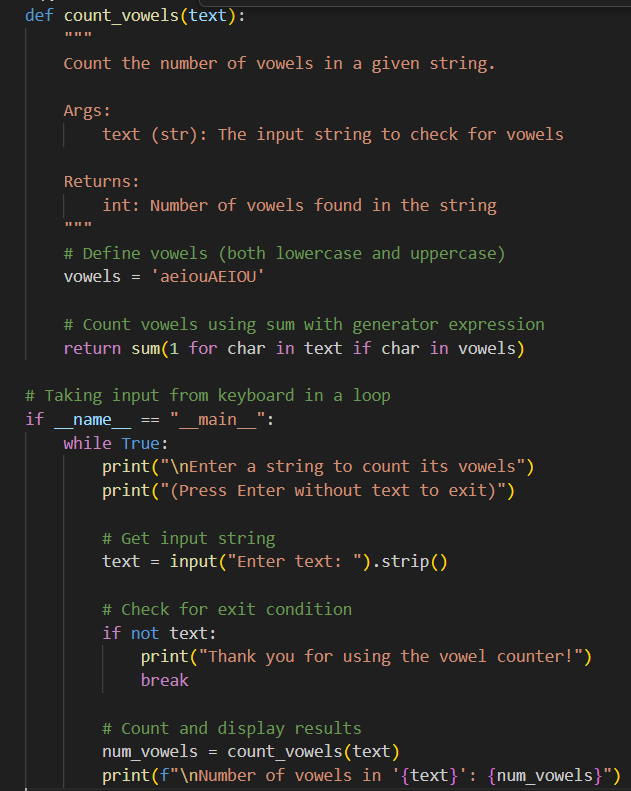 def count_vowels(text):
    """
    Count the number of vowels in a given string.

    Args:
        text (str): The input string to check for vowels

    Returns:
        int: Number of vowels found in the string
    """
    # Define vowels (both lowercase and uppercase)
    vowels = 'aeiouAEIOU'

    # Count vowels using sum with generator expression
    return sum(1 for char in text if char in vowels)

# Taking input from keyboard in a loop
if __name__ == "__main__":
    while True:
        print("\nEnter a string to count its vowels")
        print("(Press Enter without text to exit)")

        # Get input string
        text = input("Enter text: ").strip()

        # Check for exit condition
        if not text:
            print("Thank you for using the vowel counter!")
            break

        # Count and display results
        num_vowels = count_vowels(text)
        print(f"\nNumber of vowels in '{text}': {num_vowels}")